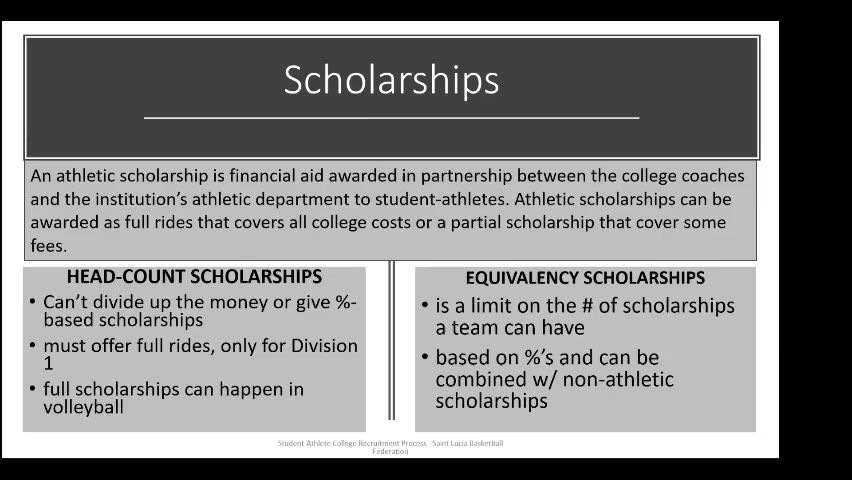 Scholarships
An athletic scholarship is financial aid awarded in partnership between the college coaches
and the institution's athletic department to student-athletes. Athletic scholarships can be
awarded as full rides that covers all college costs or a partial scholarship that cover some
fees.
HEAD-COUNT SCHOLARSHIPS
• Can't divide up the money or give %-
based scholarships
• must offer full rides, only for Division
1
• full scholarships can happen in
volleyball
EQUIVALENCY SCHOLARSHIPS
• is a limit on the # of scholarships
a team can have
• based on %'s and can be
combined w/ non-athletic
scholarships
Student-Athlete College Recruitment Process Saint Lucia Basketball
Federation